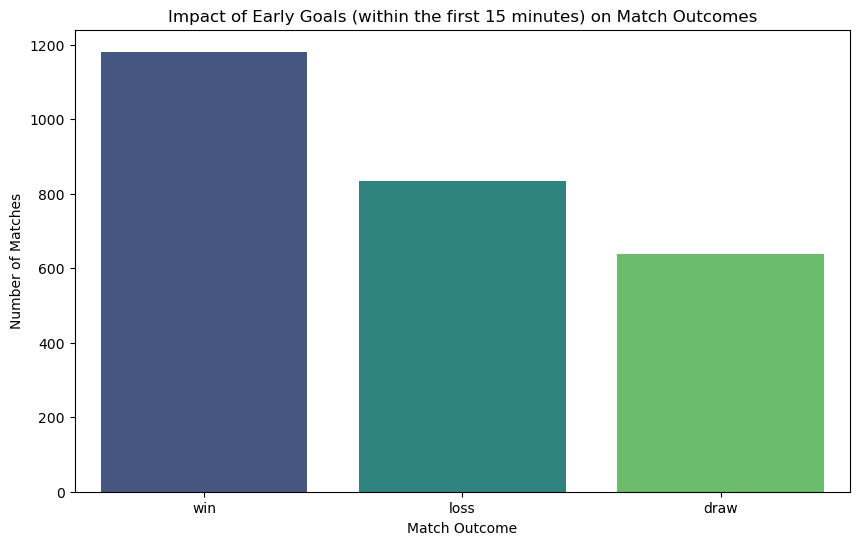 Impact of Early Goals (within the first 15 minutes) on Match Outcomes
1200
1000
800
600
400
200
0
Number of Matches
win loss draw
Match Outcome